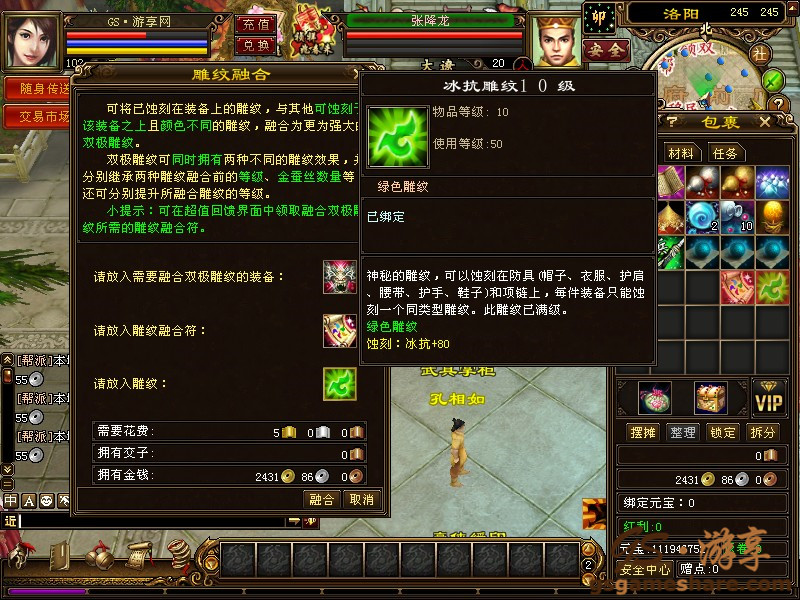 GS·游享网
102
充值
兑换
张降龙
大逵
20
卯
安全
洛阳
245 245
北
社
随身传送
交易市场
雕纹融合
可将已蚀刻在装备上的雕纹，与其他可蚀刻于
该装备之上且颜色不同的雕纹，融合为更为强大的
双极雕纹。
双极雕纹可同时拥有两种不同的雕纹效果，并
分别继承两种雕纹融合前的等级、金蚕丝数量等，
还可分别提升所融合雕纹的等级。
小提示：可在超值回馈界面中领取融合双极雕
纹所需的雕纹融合符。
请放入需要融合双极雕纹的装备：
请放入雕纹融合符：
请放入雕纹：
需要花费：
5 0 0
拥有交子：
0
拥有金钱：
2431 86 0
融合 取消
冰抗雕纹10级
物品等级: 10
使用等级:50
绿色雕纹
已绑定
神秘的雕纹，可以蚀刻在防具(帽子、衣服、护肩
、腰带、护手、鞋子)和项链上，每件装备只能蚀
刻一个同类型雕纹。此雕纹已满级。
绿色雕纹
蚀刻：冰抗+80
?
包裹
材料 任务
2
10
VIP
摆摊 整理 锁定 拆分
0
2431 86 0
绑定元宝：0
红利:0
安全中心 赠点:0
[帮派]本
55
[帮派]本
55
[帮派]本
55
孔相如
中 A
近
2
游享
gsgameshare.com